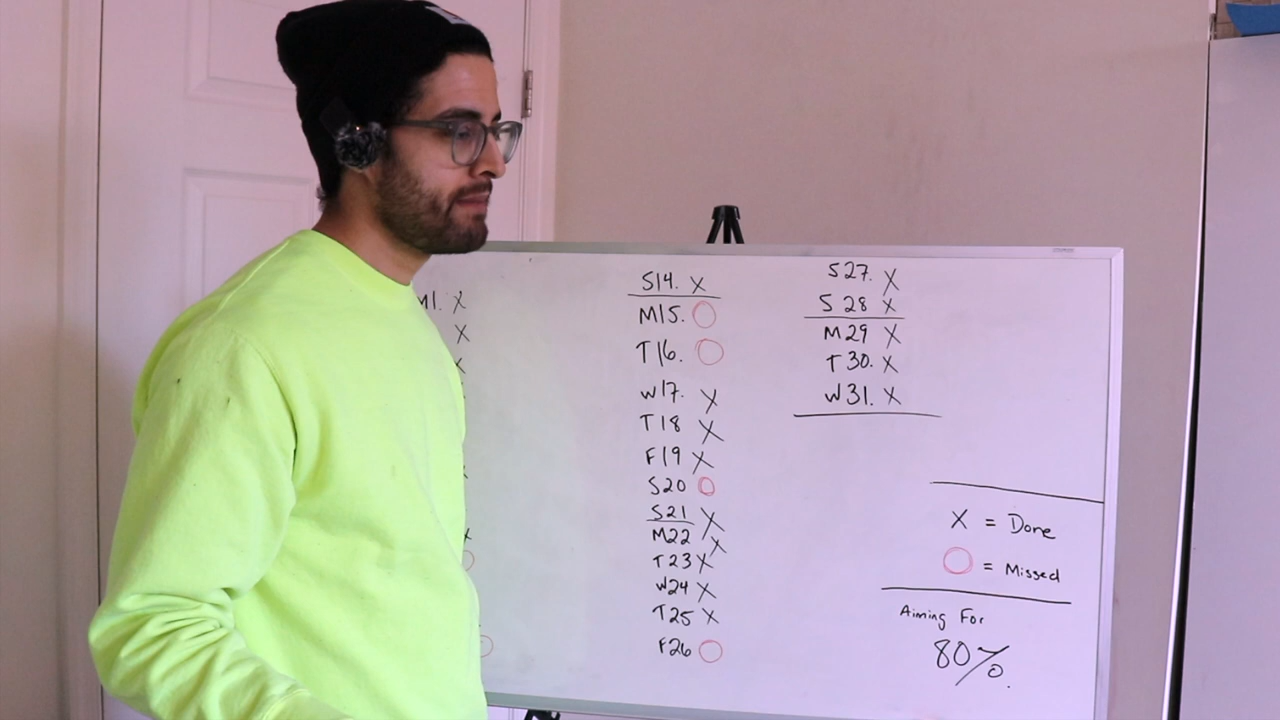 M1. X
X
X
X
X
S14. X
M15. O
T16. O
W17. X
T18 X
F19 X
S20 O
S21 X
M22 X
T23 X
W24 X
T25 X
F26 O
S27. X
S28 X
M29 X
T30. X
W31. X
X = Done
O = Missed
Aiming For
80%.